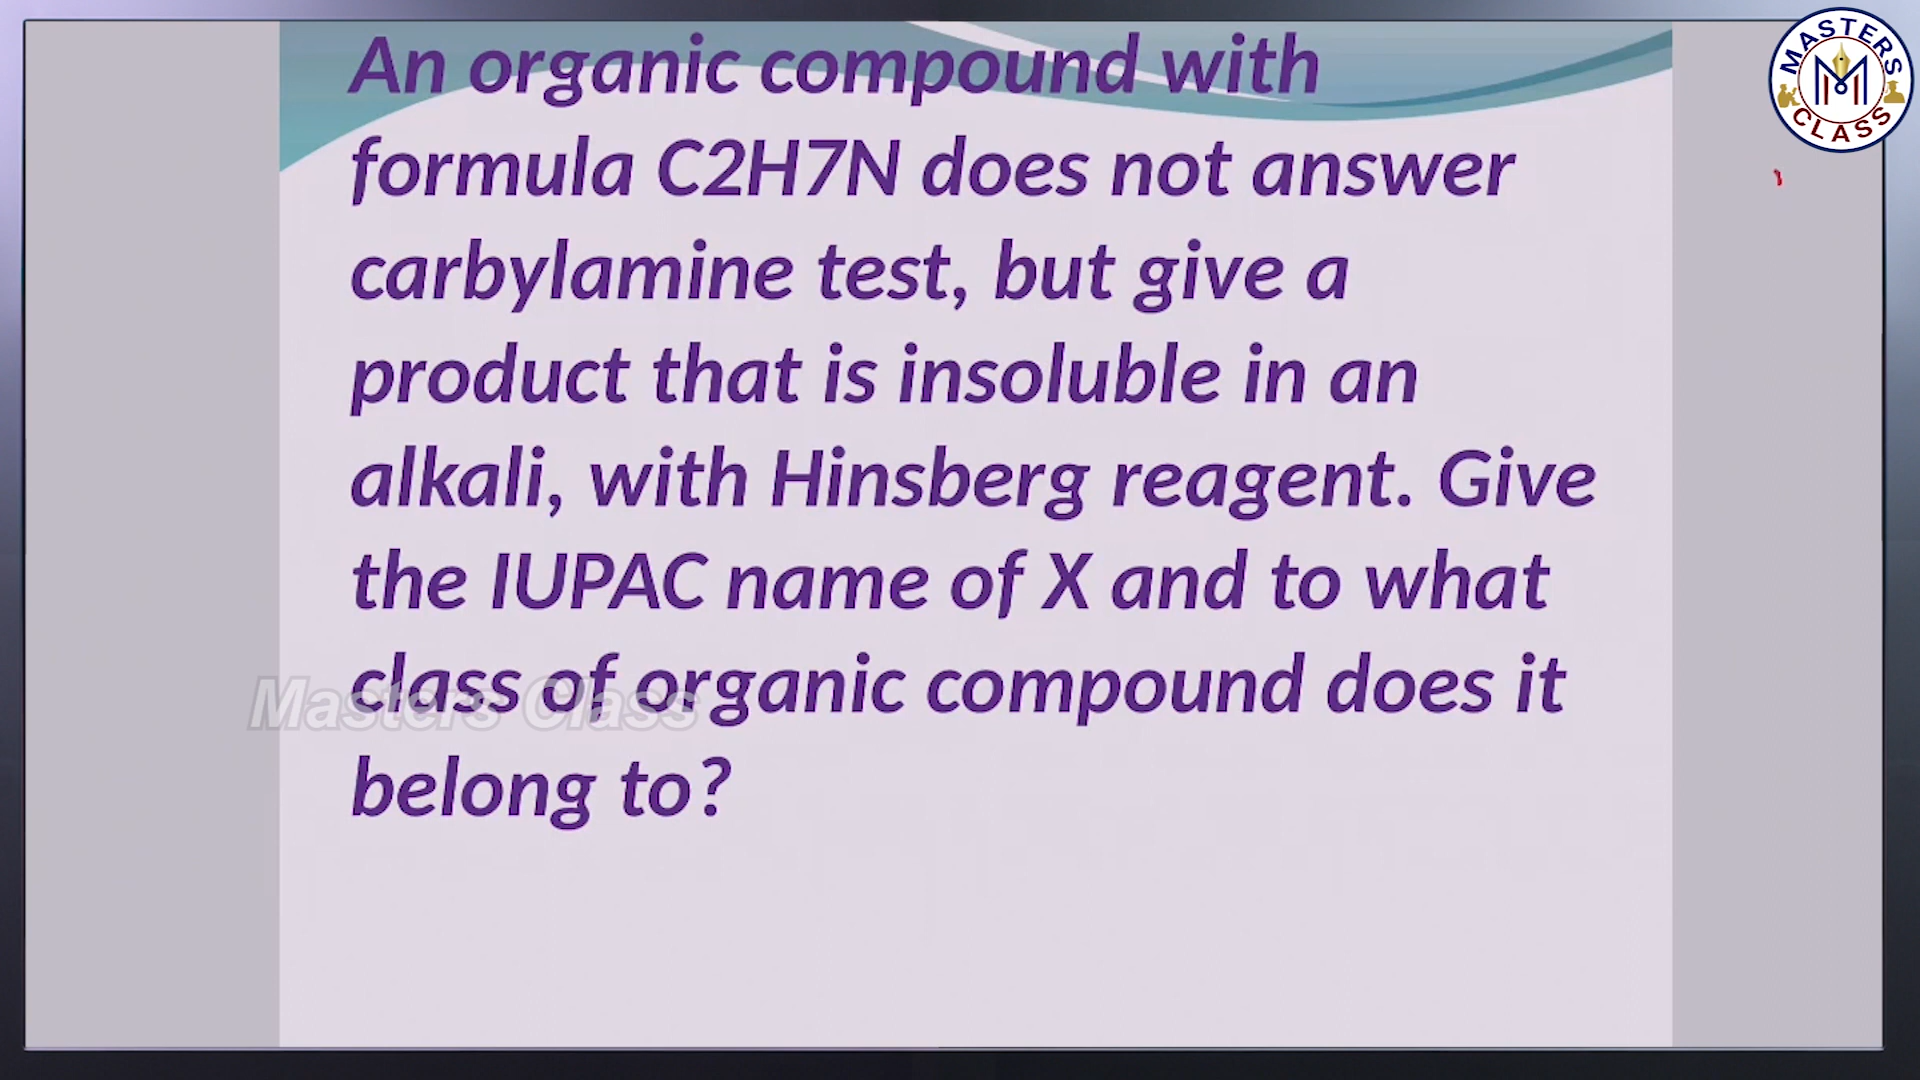 An organic compound with
formula C2H7N does not answer
carbylamine test, but give a
product that is insoluble in an
alkali, with Hinsberg reagent. Give
the IUPAC name of X and to what
class of organic compound does it
belong to?
Masters Class
MASTERS
M
CLASS